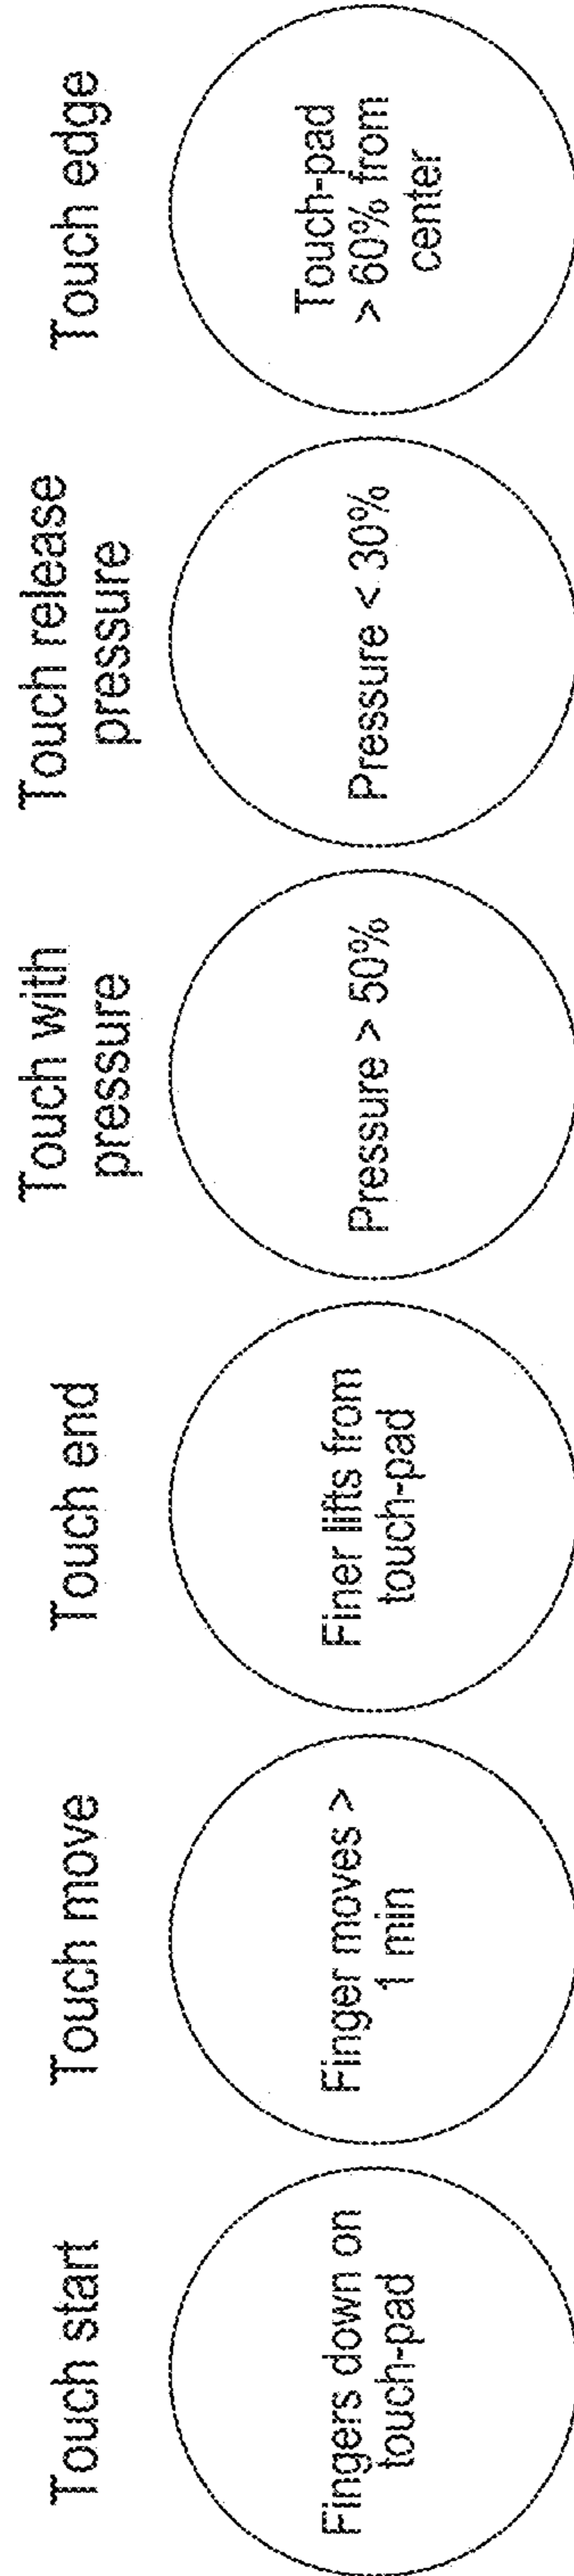 Touch start
Fingers down on
touch-pad
Touch move
Finger moves >
1 min
Touch end
Finer lifts from
touch-pad
Touch with
pressure
Pressure > 50%
Touch release
pressure
Pressure < 30%
Touch edge
Touch-pad
> 60% from
center